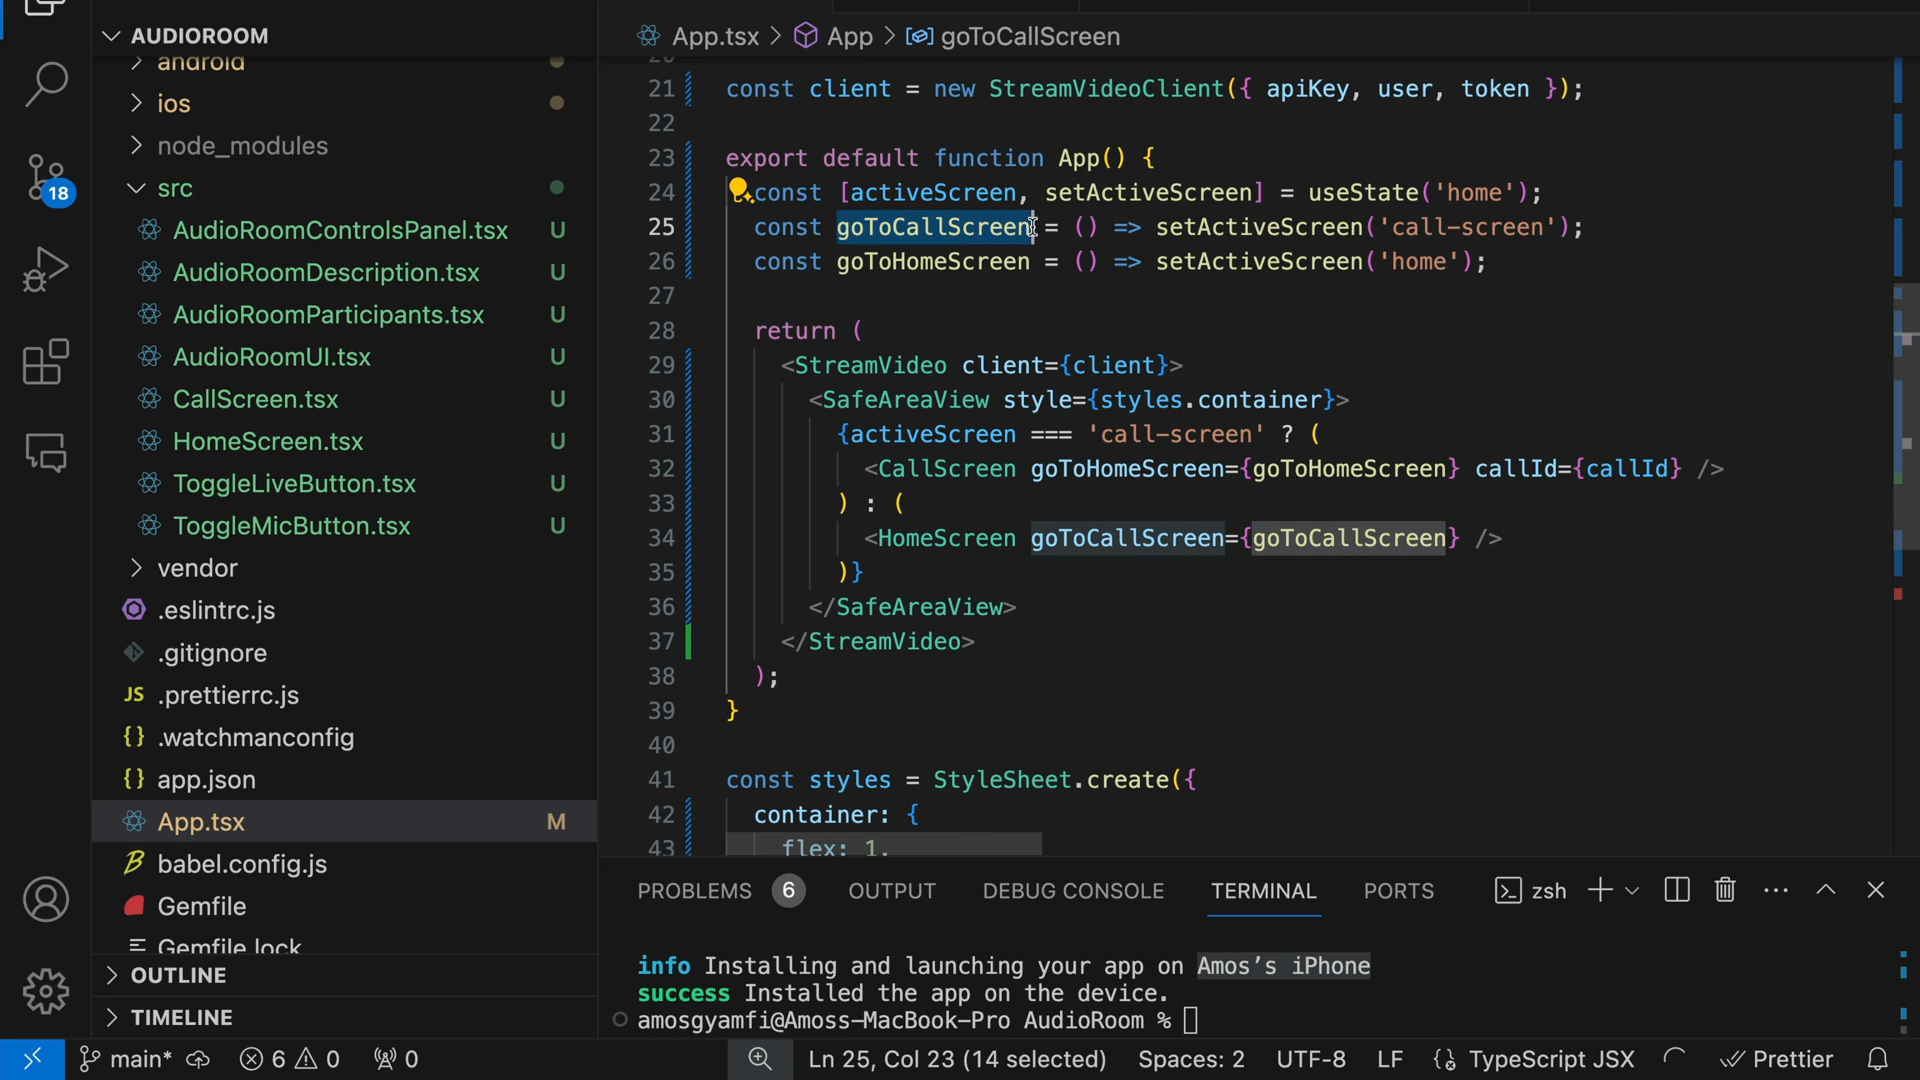 AUDIOROOM
android
ios
node_modules
src
AudioRoomControlsPanel.tsx U
AudioRoomDescription.tsx U
AudioRoomParticipants.tsx U
AudioRoomUI.tsx U
CallScreen.tsx U
HomeScreen.tsx U
ToggleLiveButton.tsx U
ToggleMicButton.tsx U
vendor
.eslintrc.js
.gitignore
JS .prettierrc.js
{} .watchmanconfig
{} app.json
App.tsx M
babel.config.js
Gemfile
Gemfile.lock
OUTLINE
TIMELINE
18
App.tsx > App > goToCallScreen
20
21 const client = new StreamVideoClient({ apiKey, user, token });
22
23 export default function App() {
24 const [activeScreen, setActiveScreen] = useState('home');
25 const goToCallScreen = () => setActiveScreen('call-screen');
26 const goToHomeScreen = () => setActiveScreen('home');
27
28 return (
29 <StreamVideo client={client}>
30 <SafeAreaView style={styles.container}>
31 {activeScreen === 'call-screen' ? (
32 <CallScreen goToHomeScreen={goToHomeScreen} callId={callId} />
33 ) : (
34 <HomeScreen goToCallScreen={goToCallScreen} />
35 )}
36 </SafeAreaView>
37 </StreamVideo>
38 );
39 }
40
41 const styles = StyleSheet.create({
42 container: {
43 flex: 1,
PROBLEMS 6 OUTPUT DEBUG CONSOLE TERMINAL PORTS zsh
info Installing and launching your app on Amos’s iPhone
success Installed the app on the device.
amosgyamfi@Amoss-MacBook-Pro AudioRoom %
main* 6 0 0 Ln 25, Col 23 (14 selected) Spaces: 2 UTF-8 LF {} TypeScript JSX Prettier